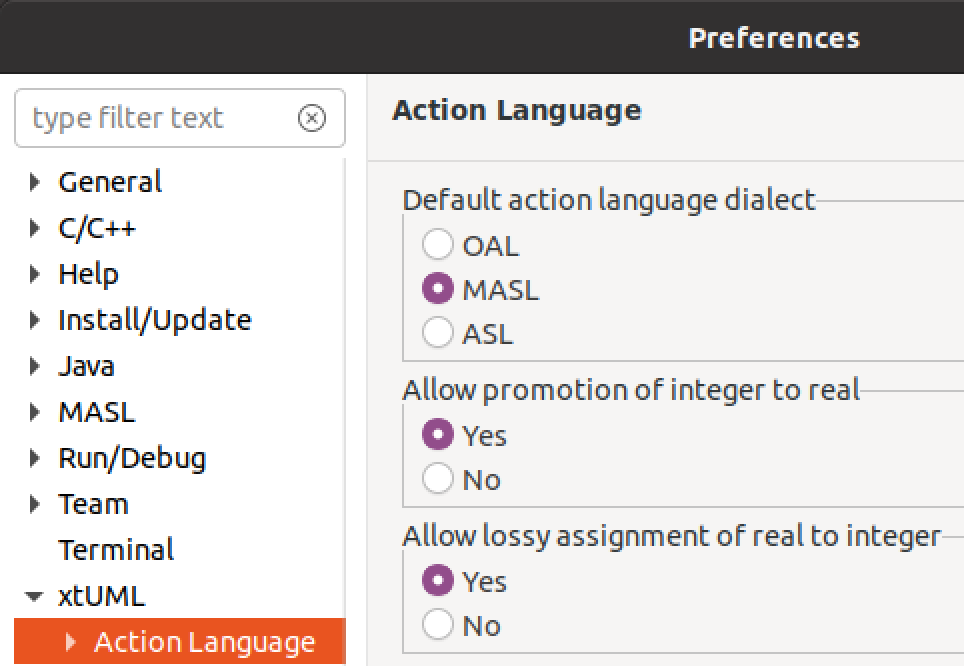 Preferences
type filter text
General
C/C++
Help
Install/Update
Java
MASL
Run/Debug
Team
Terminal
xtUML
Action Language
Action Language
Default action language dialect
OAL
MASL
ASL
Allow promotion of integer to real
Yes
No
Allow lossy assignment of real to integer
Yes
No